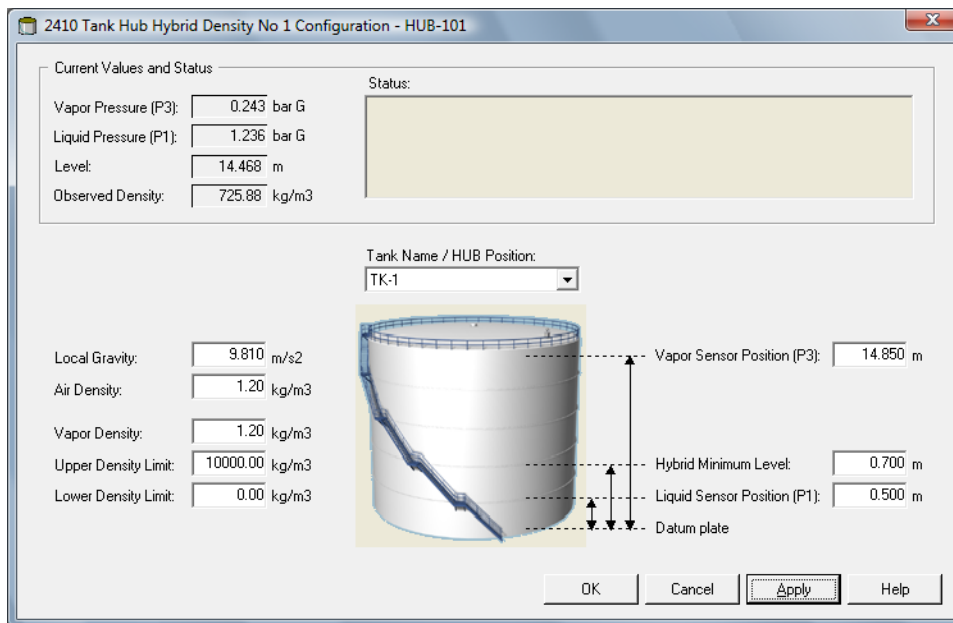 2410 Tank Hub Hybrid Density No 1 Configuration - HUB-101
Current Values and Status
Vapor Pressure (P3): 0.243 bar G
Liquid Pressure (P1): 1.236 bar G
Level: 14.468 m
Observed Density: 725.88 kg/m3
Status:
Tank Name / HUB Position:
TK-1
Local Gravity: 9.810 m/s2
Air Density: 1.20 kg/m3
Vapor Density: 1.20 kg/m3
Upper Density Limit: 10000.00 kg/m3
Lower Density Limit: 0.00 kg/m3
Vapor Sensor Position (P3): 14.850 m
Hybrid Minimum Level: 0.700 m
Liquid Sensor Position (P1): 0.500 m
Datum plate
OK Cancel Apply Help